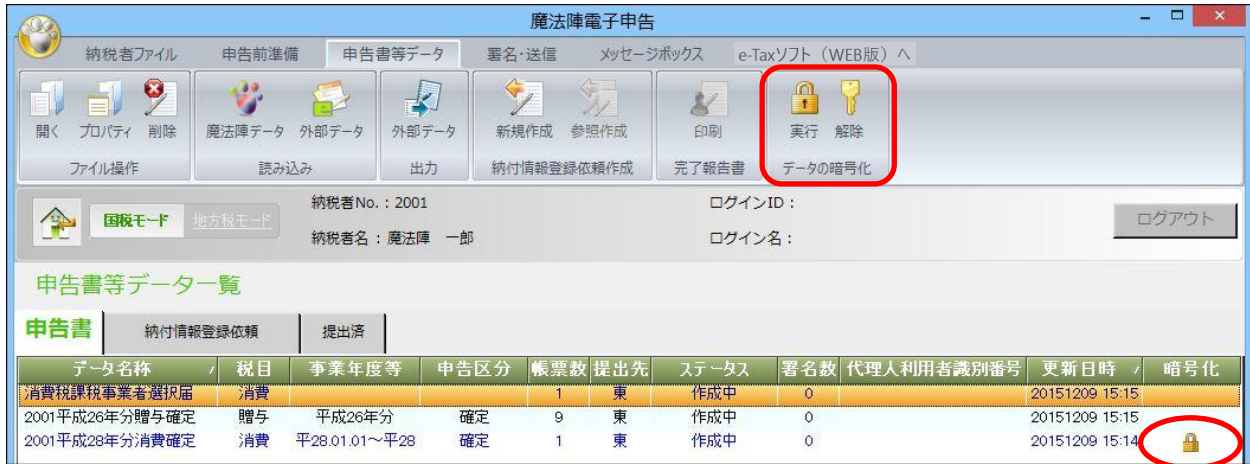 魔法陣電子申告
納税者ファイル 申告前準備 申告書等データ 署名・送信 メッセージボックス e-Taxソフト（WEB版）へ
開く プロパティ 削除 魔法陣データ 外部データ 外部データ 新規作成 参照作成 印刷 実行 解除
ファイル操作 読み込み 出力 納付情報登録依頼作成 完了報告書 データの暗号化
国税モード 地方税モード
納税者No.：2001 ログインID：
納税者名：魔法陣 一郎 ログイン名：
ログアウト
申告書等データ一覧
申告書 納付情報登録依頼 提出済
データ名称 税目 事業年度等 申告区分 帳票数 提出先 ステータス 署名数 代理人利用者識別番号 更新日時 暗号化
消費税課税事業者選択届 消費 1 東 作成中 0 20151209 15:15
2001平成26年分贈与確定 贈与 平成26年分 確定 9 東 作成中 0 20151209 15:15
2001平成28年分消費確定 消費 平28.01.01～平28 確定 1 東 作成中 0 20151209 15:14